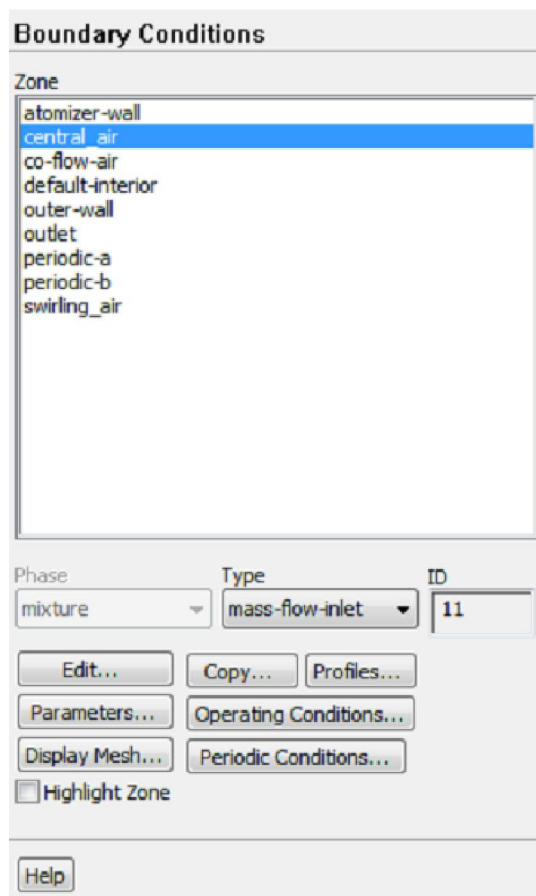 Boundary Conditions
Zone
atomizer-wall
central_air
co-flow-air
default-interior
outer-wall
outlet
periodic-a
periodic-b
swirling_air
Phase Type ID
mixture mass-flow-inlet 11
Edit... Copy... Profiles...
Parameters... Operating Conditions...
Display Mesh... Periodic Conditions...
Highlight Zone
Help